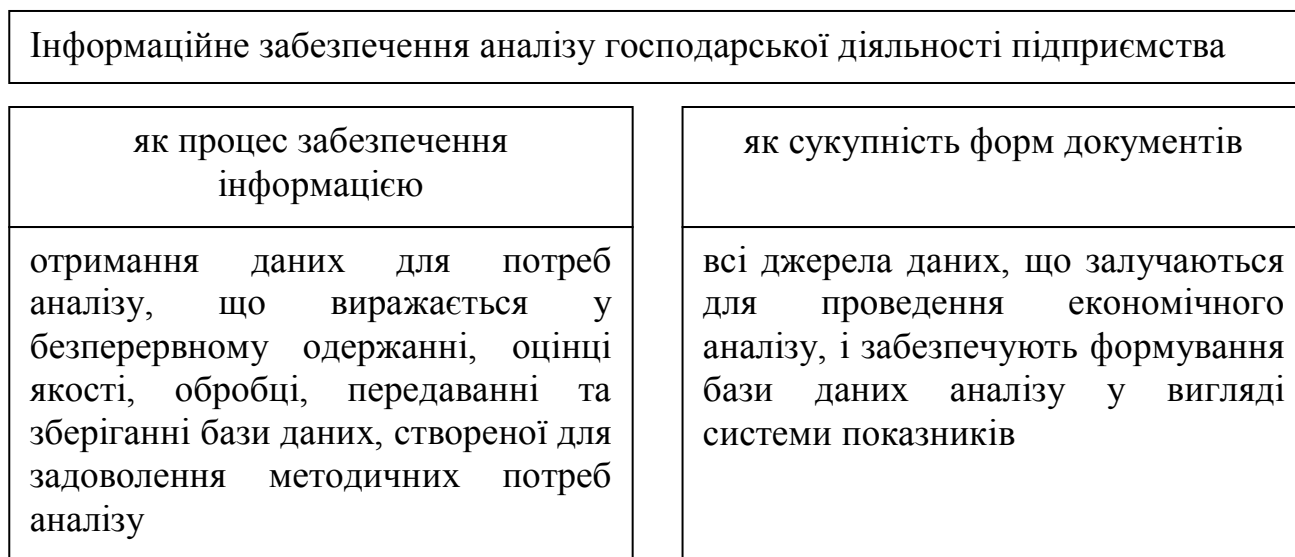 Інформаційне забезпечення аналізу господарської діяльності підприємства
як процес забезпечення
інформацією
отримання даних для потреб
аналізу, що виражається у
безперервному одержанні, оцінці
якості, обробці, передаванні та
зберіганні бази даних, створеної для
задоволення методичних потреб
аналізу
як сукупність форм документів
всі джерела даних, що залучаються
для проведення економічного
аналізу, і забезпечують формування
бази даних аналізу у вигляді
системи показників